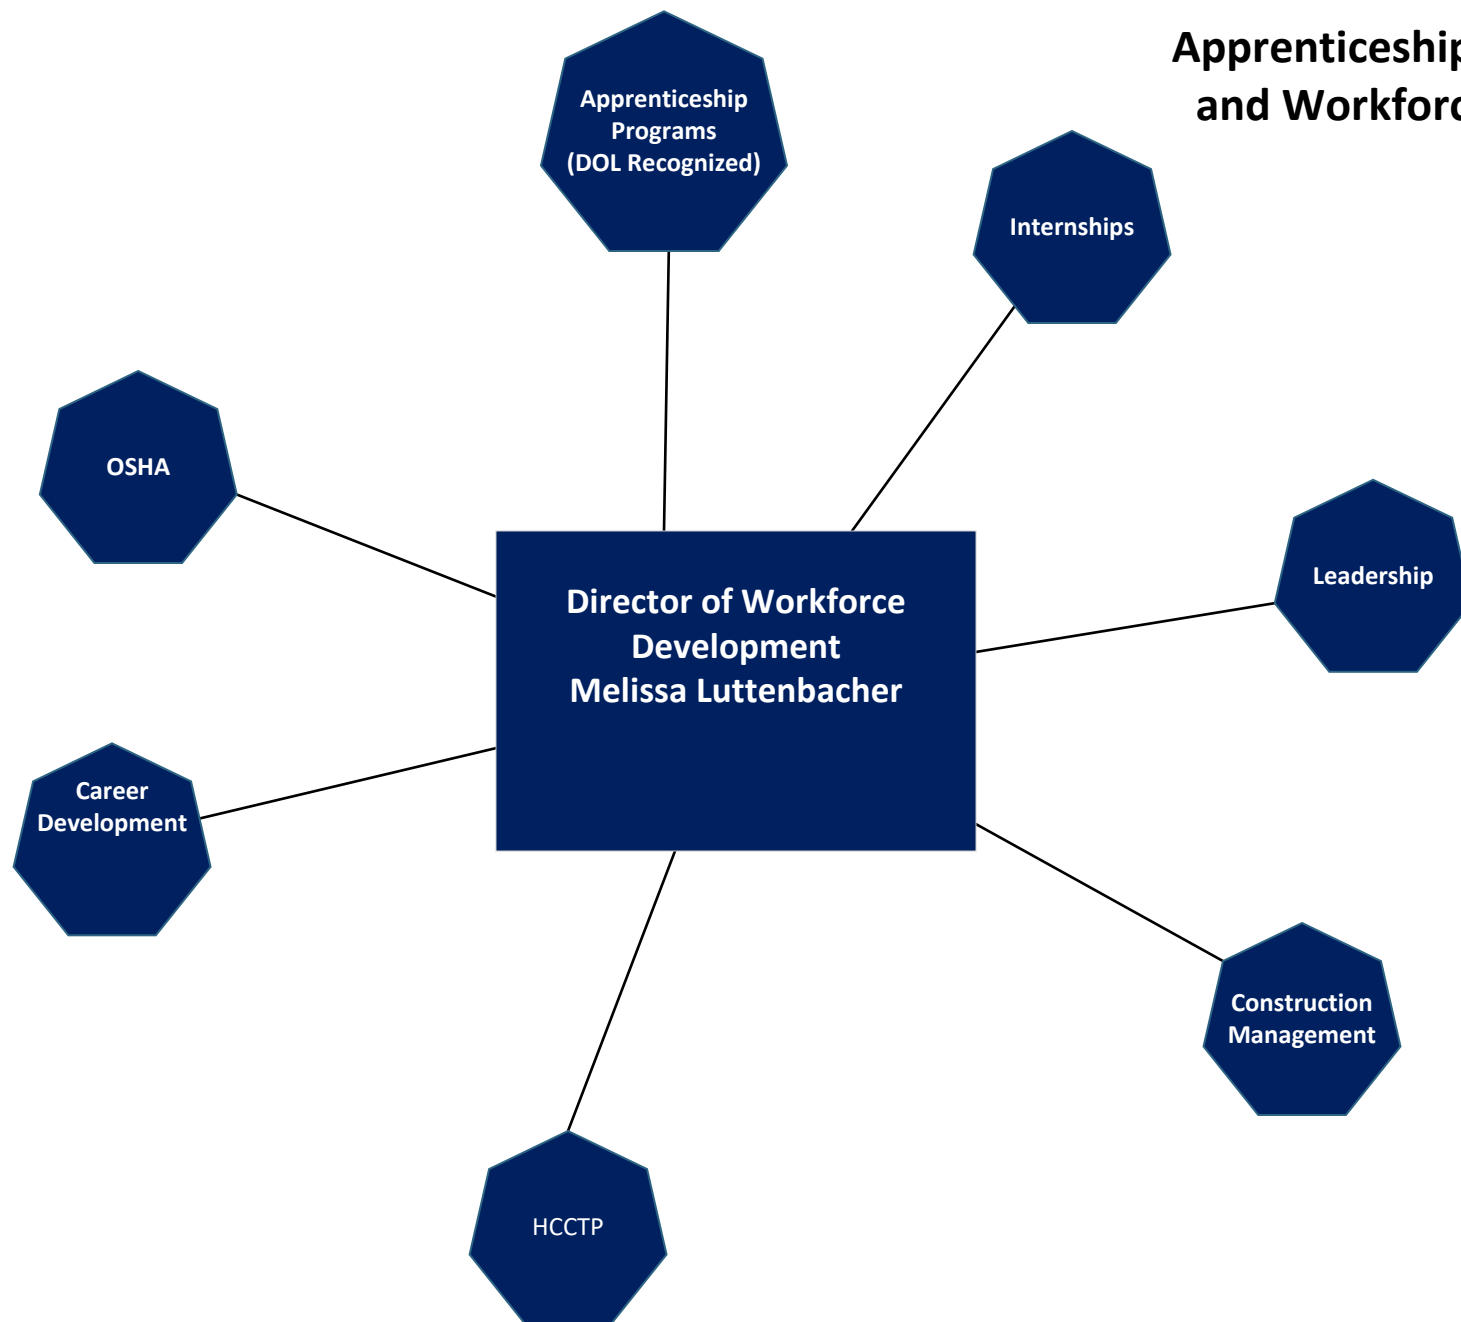 Apprenticeship
and Workforc
Apprenticeship
Programs
(DOL Recognized)
Internships
OSHA
Leadership
Director of Workforce
Development
Melissa Luttenbacher
Career
Development
Construction
Management
HCCTP